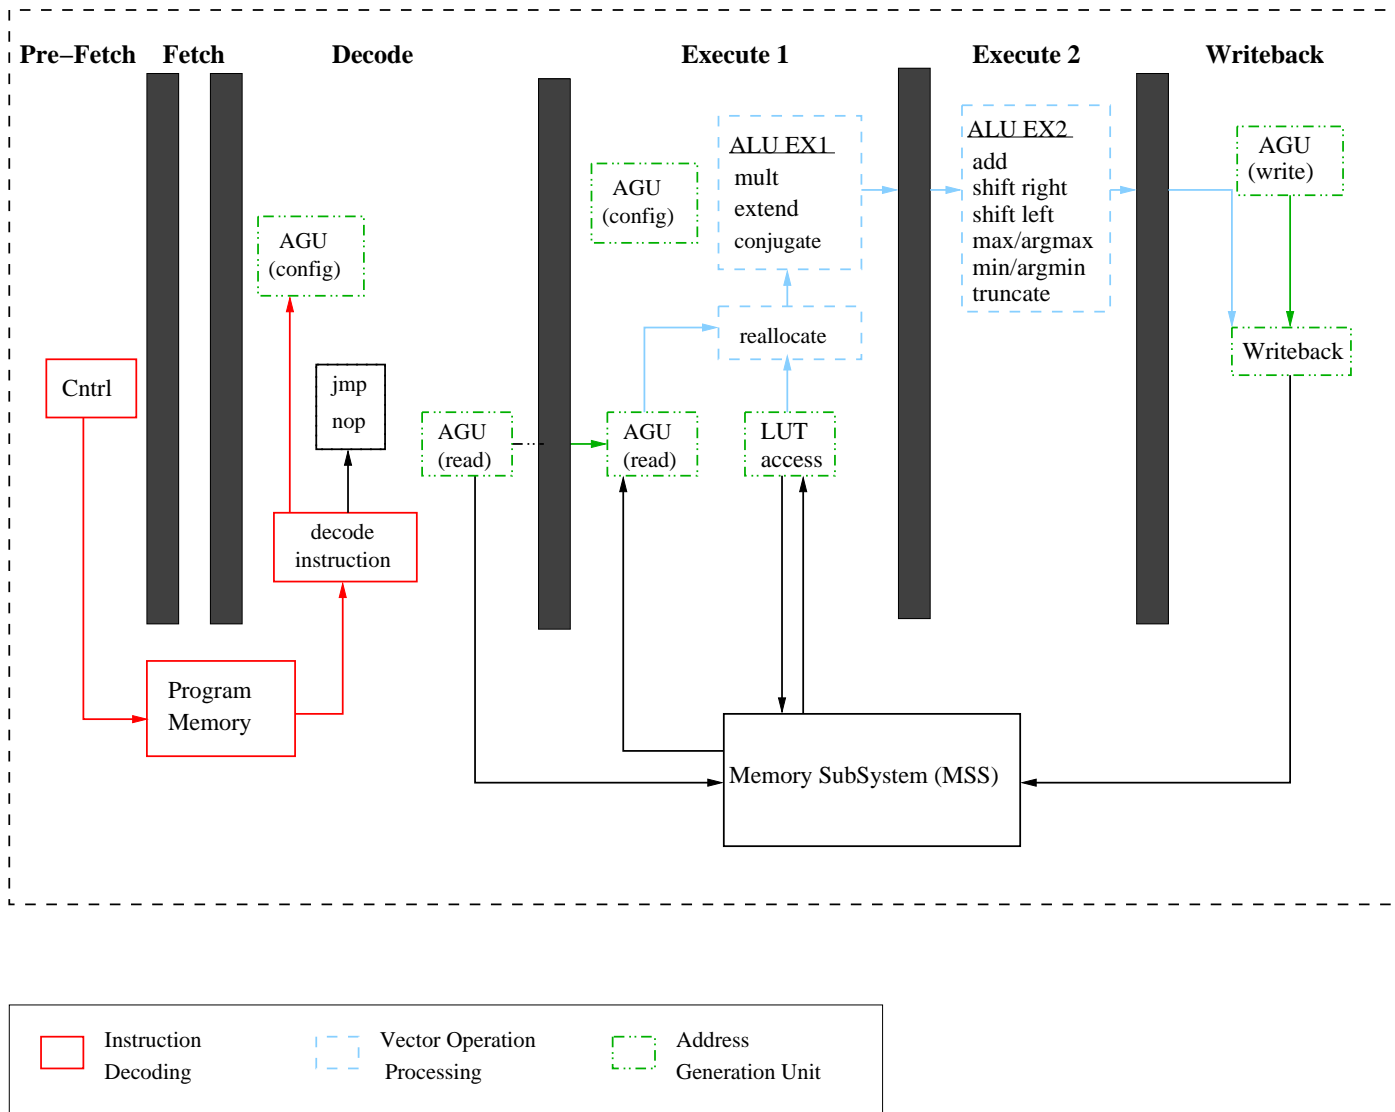 Pre–Fetch
Fetch
Decode
Execute 1
Execute 2
Writeback
Cntrl
Program
Memory
AGU
(config)
jmp
nop
decode
instruction
AGU
(read)
AGU
(config)
ALU EX1
mult
extend
conjugate
reallocate
AGU
(read)
LUT
access
ALU EX2
add
shift right
shift left
max/argmax
min/argmin
truncate
AGU
(write)
Writeback
Memory SubSystem (MSS)
Instruction
Decoding
Vector Operation
Processing
Address
Generation Unit